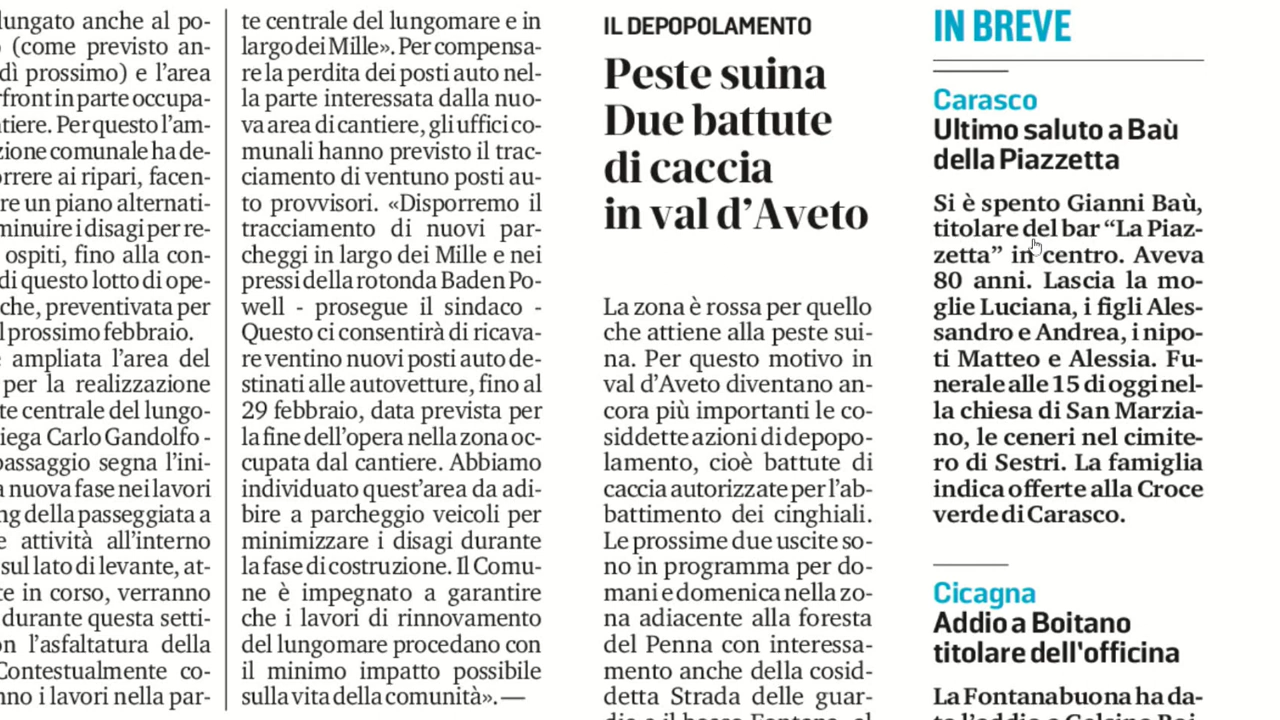 lungato anche al po-
(come previsto an-
dì prossimo) e l’area
front in parte occupa-
tiere. Per questo l’am-
zione comunale ha de-
orrere ai ripari, facen-
re un piano alternati-
minuire i disagi per re-
ospiti, fino alla con-
di questo lotto di ope-
che, preventivata per
l prossimo febbraio.
ampliata l’area del
per la realizzazione
te centrale del lungo-
iega Carlo Gandolfo -
passaggio segna l’ini-
a nuova fase nei lavori
ng della passeggiata a
e attività all’interno
sul lato di levante, at-
te in corso, verranno
durante questa setti-
on l’asfaltatura della
Contestualmente co-
nno i lavori nella par-
te centrale del lungomare e in
largo dei Mille». Per compensa-
re la perdita dei posti auto nel-
la parte interessata dalla nuo-
va area di cantiere, gli uffici co-
munali hanno previsto il trac-
ciamento di ventuno posti au-
to provvisori. «Disporremo il
tracciamento di nuovi par-
cheggi in largo dei Mille e nei
pressi della rotonda Baden Po-
well - prosegue il sindaco -
Questo ci consentirà di ricava-
re ventino nuovi posti auto de-
stinati alle autovetture, fino al
29 febbraio, data prevista per
la fine dell’opera nella zona oc-
cupata dal cantiere. Abbiamo
individuato quest’area da adi-
bire a parcheggio veicoli per
minimizzare i disagi durante
la fase di costruzione. Il Comu-
ne è impegnato a garantire
che i lavori di rinnovamento
del lungomare procedano con
il minimo impatto possibile
sulla vita della comunità». —
IL DEPOPOLAMENTO
Peste suina
Due battute
di caccia
in val d’Aveto
La zona è rossa per quello
che attiene alla peste sui-
na. Per questo motivo in
val d’Aveto diventano an-
cora più importanti le co-
siddette azioni di depopo-
lamento, cioè battute di
caccia autorizzate per l’ab-
battimento dei cinghiali.
Le prossime due uscite so-
no in programma per do-
mani e domenica nella zo-
na adiacente alla foresta
del Penna con interessa-
mento anche della cosid-
detta Strada delle guar-
IN BREVE
Carasco
Ultimo saluto a Baù
della Piazzetta
Si è spento Gianni Baù,
titolare del bar “La Piaz-
zetta” in centro. Aveva
80 anni. Lascia la mo-
glie Luciana, i figli Ales-
sandro e Andrea, i nipo-
ti Matteo e Alessia. Fu-
nerale alle 15 di oggi nel-
la chiesa di San Marzia-
no, le ceneri nel cimite-
ro di Sestri. La famiglia
indica offerte alla Croce
verde di Carasco.
Cicagna
Addio a Boitano
titolare dell'officina
La Fontanabuona ha da-